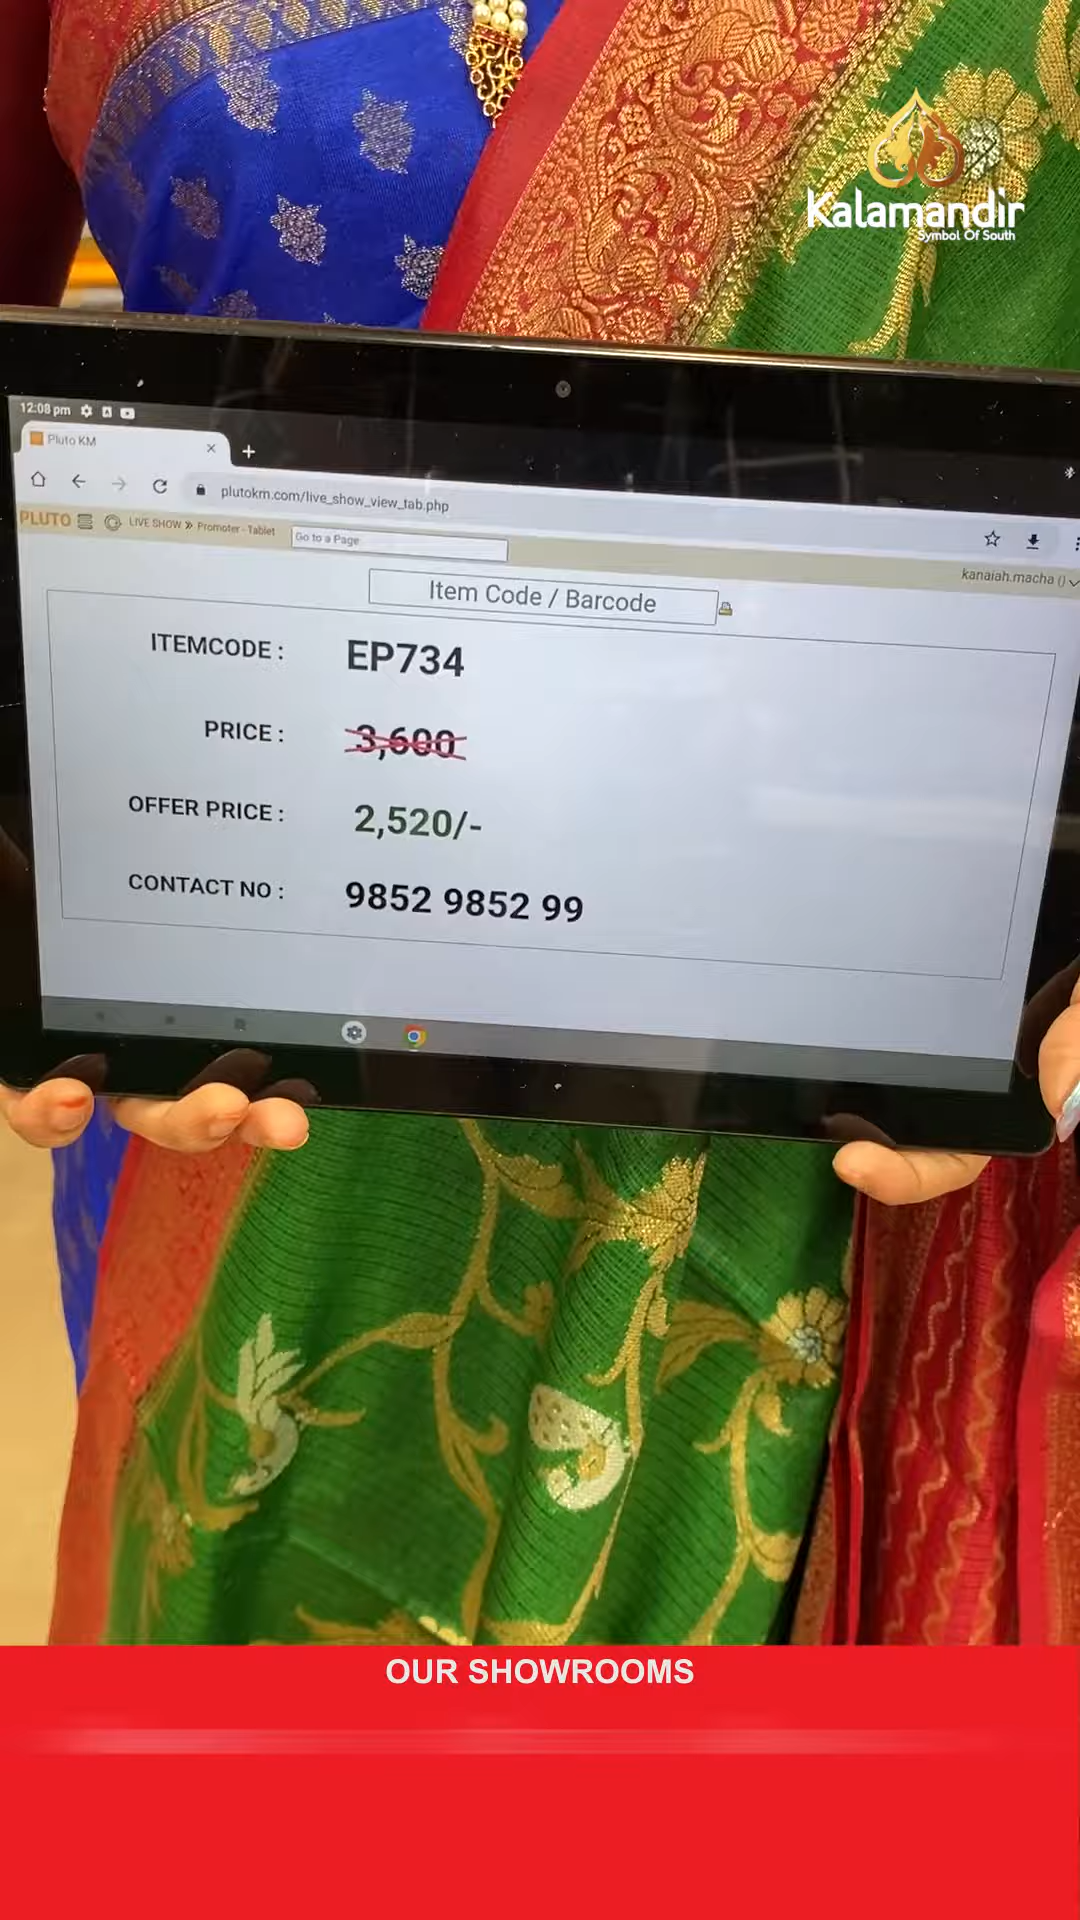 Kalamandir
Symbol Of South
12:08 pm
Pluto KM
plutokm.com/live_show_view_tab.php
PLUTO LIVE SHOW » Promoter - Tablet Go to a Page
kanaiah.macha ()
Item Code / Barcode
ITEMCODE : EP734
PRICE : 3,600
OFFER PRICE : 2,520/-
CONTACT NO : 9852 9852 99
OUR SHOWROOMS